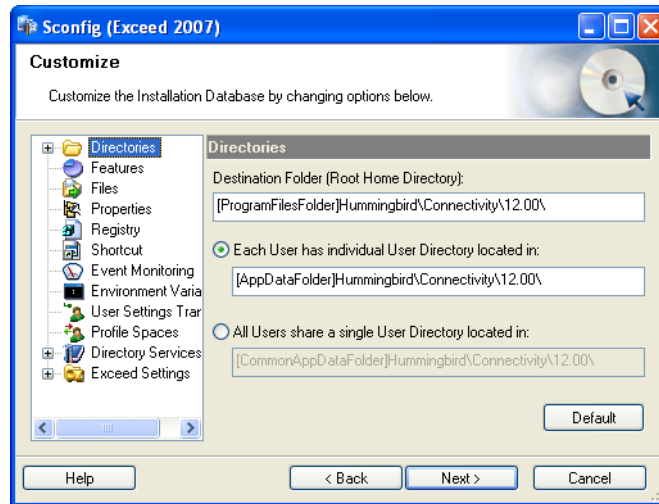 Sconfig (Exceed 2007)
Customize
Customize the Installation Database by changing options below.
Directories
Features
Files
Properties
Registry
Shortcut
Event Monitoring
Environment Varia
User Settings Trar
Profile Spaces
Directory Services
Exceed Settings
Directories
Destination Folder (Root Home Directory):
[ProgramFilesFolder]Hummingbird\Connectivity\12.00\
Each User has individual User Directory located in:
[AppDataFolder]Hummingbird\Connectivity\12.00\
All Users share a single User Directory located in:
[CommonAppDataFolder]Hummingbird\Connectivity\12.00\
Default
Help
< Back
Next >
Cancel